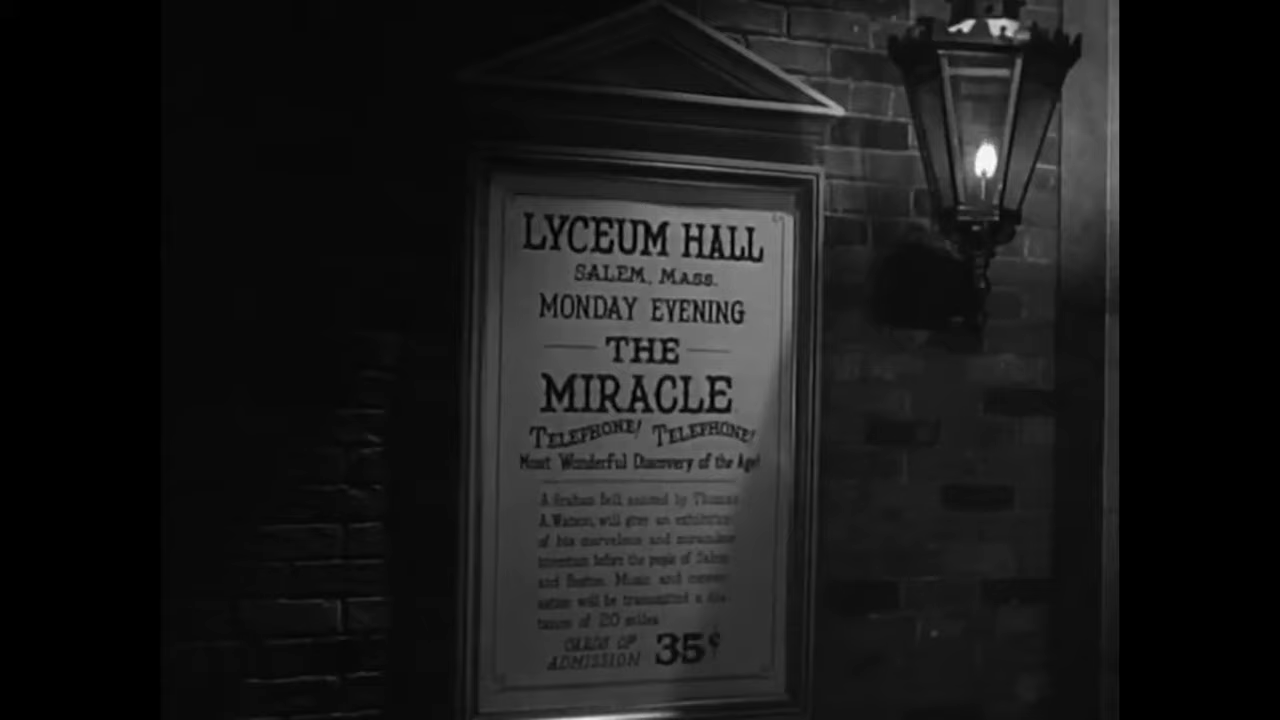 LYCEUM HALL
SALEM, MASS.
MONDAY EVENING
THE
MIRACLE
TELEPHONE! TELEPHONE!
Most Wonderful Discovery of the Age!
A. Graham Bell, assisted by Thomas
A. Watson, will give an exhibition
of his marvelous and miraculous
invention before the people of Salem
and Boston. Music and conver-
sation will be transmitted a dis-
tance of 20 miles
CARDS OF
ADMISSION 35¢